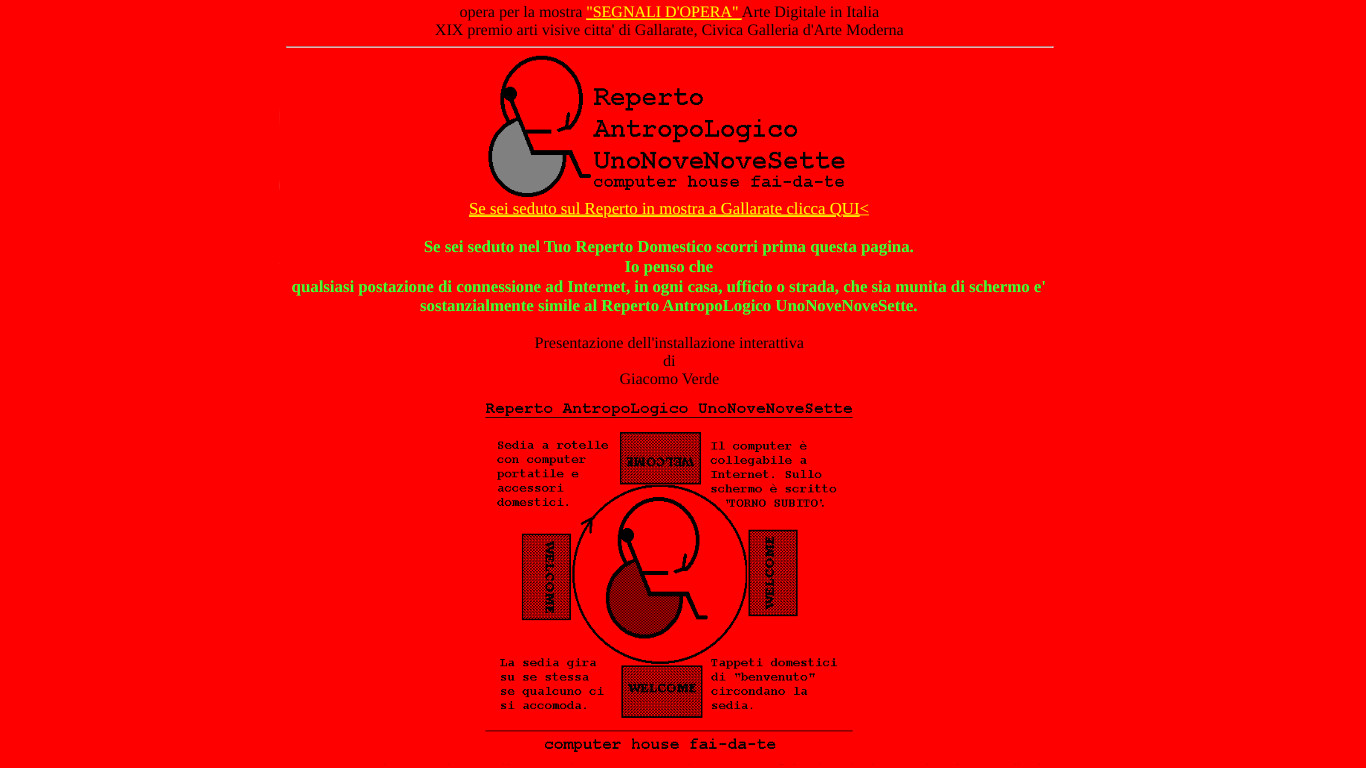 opera per la mostra "SEGNALI D'OPERA" Arte Digitale in Italia
XIX premio arti visive citta' di Gallarate, Civica Galleria d'Arte Moderna
Reperto
AntropoLogico
UnoNoveNoveSette
computer house fai-da-te
Se sei seduto sul Reperto in mostra a Gallarate clicca QUI<
Se sei seduto nel Tuo Reperto Domestico scorri prima questa pagina.
Io penso che
qualsiasi postazione di connessione ad Internet, in ogni casa, ufficio o strada, che sia munita di schermo e'
sostanzialmente simile al Reperto AntropoLogico UnoNoveNoveSette.
Presentazione dell'installazione interattiva
di
Giacomo Verde
Reperto AntropoLogico UnoNoveNoveSette
Sedia a rotelle
con computer
portatile e
accessori
domestici.
WELCOME
Il computer è
collegabile a
Internet. Sullo
schermo è scritto
"TORNO SUBITO".
WELCOME
WELCOME
La sedia gira
su se stessa
se qualcuno ci
si accomoda.
WELCOME
Tappeti domestici
di "benvenuto"
circondano la
sedia.
computer house fai-da-te